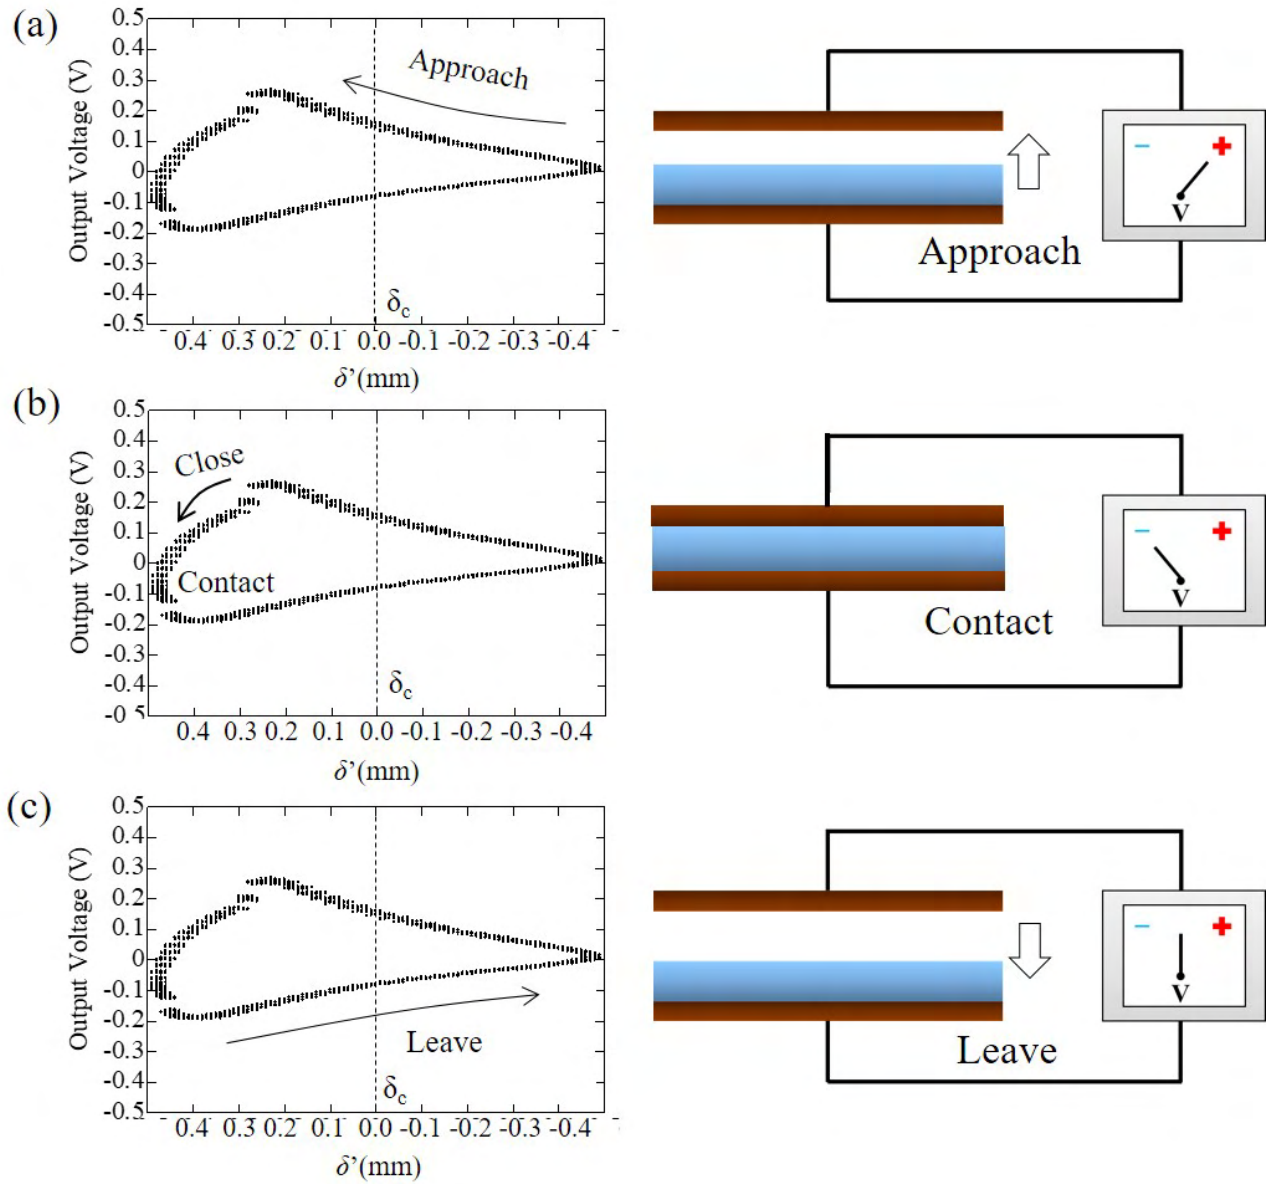 (a)
Output Voltage (V)
0.5
0.4
0.3
0.2
0.1
0
-0.1
-0.2
-0.3
-0.4
-0.5
Approach
δc
0.4 0.3 0.2 0.1 0.0 -0.1 -0.2 -0.3 -0.4
δ'(mm)
Approach
− +
V
(b)
Output Voltage (V)
0.5
0.4
0.3
0.2
0.1
0
-0.1
-0.2
-0.3
-0.4
-0.5
Close
Contact
δc
0.4 0.3 0.2 0.1 0.0 -0.1 -0.2 -0.3 -0.4
δ'(mm)
Contact
− +
V
(c)
Output Voltage (V)
0.5
0.4
0.3
0.2
0.1
0
-0.1
-0.2
-0.3
-0.4
-0.5
Leave
δc
0.4 0.3 0.2 0.1 0.0 -0.1 -0.2 -0.3 -0.4
δ'(mm)
Leave
− +
V